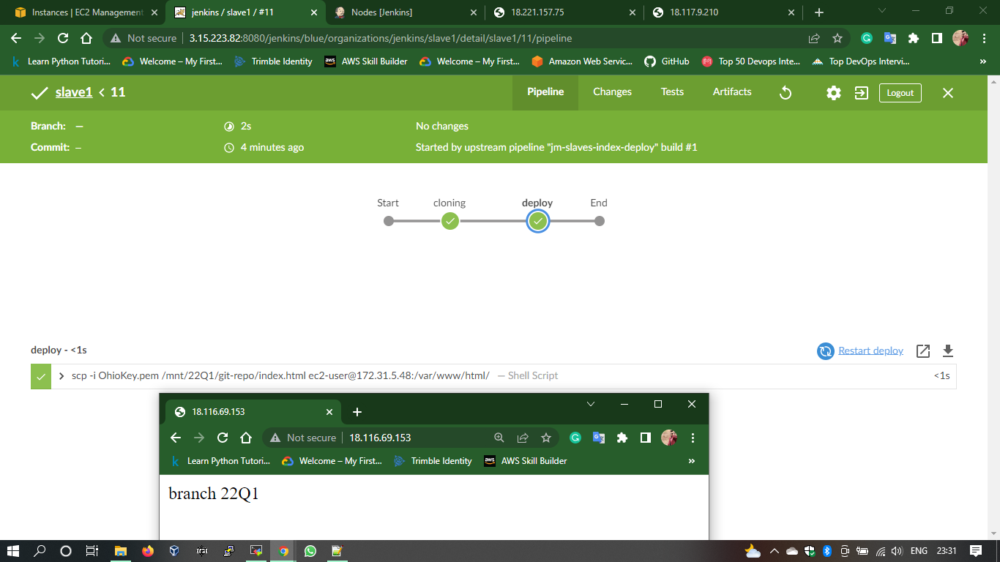 Instances | EC2 Management
jenkins / slave1 / #11
Nodes [Jenkins]
18.221.157.75
18.117.9.210
Not secure
3.15.223.82:8080/jenkins/blue/organizations/jenkins/slave1/detail/slave1/11/pipeline
Learn Python Tutori...
Welcome – My First...
Trimble Identity
AWS Skill Builder
Welcome – My First...
Amazon Web Servic...
GitHub
Top 50 Devops Inte...
Top DevOps Intervi...
»
slave1 < 11
Pipeline
Changes
Tests
Artifacts
Logout
Branch: —
2s
No changes
Commit: –
4 minutes ago
Started by upstream pipeline "jm-slaves-index-deploy" build #1
Start
cloning
deploy
End
deploy - <1s
Restart deploy
scp -i OhioKey.pem /mnt/22Q1/git-repo/index.html ec2-user@172.31.5.48:/var/www/html/ — Shell Script
<1s
18.116.69.153
Not secure
18.116.69.153
Learn Python Tutori...
Welcome – My First...
Trimble Identity
aws
AWS Skill Builder
»
branch 22Q1
ENG
23:31